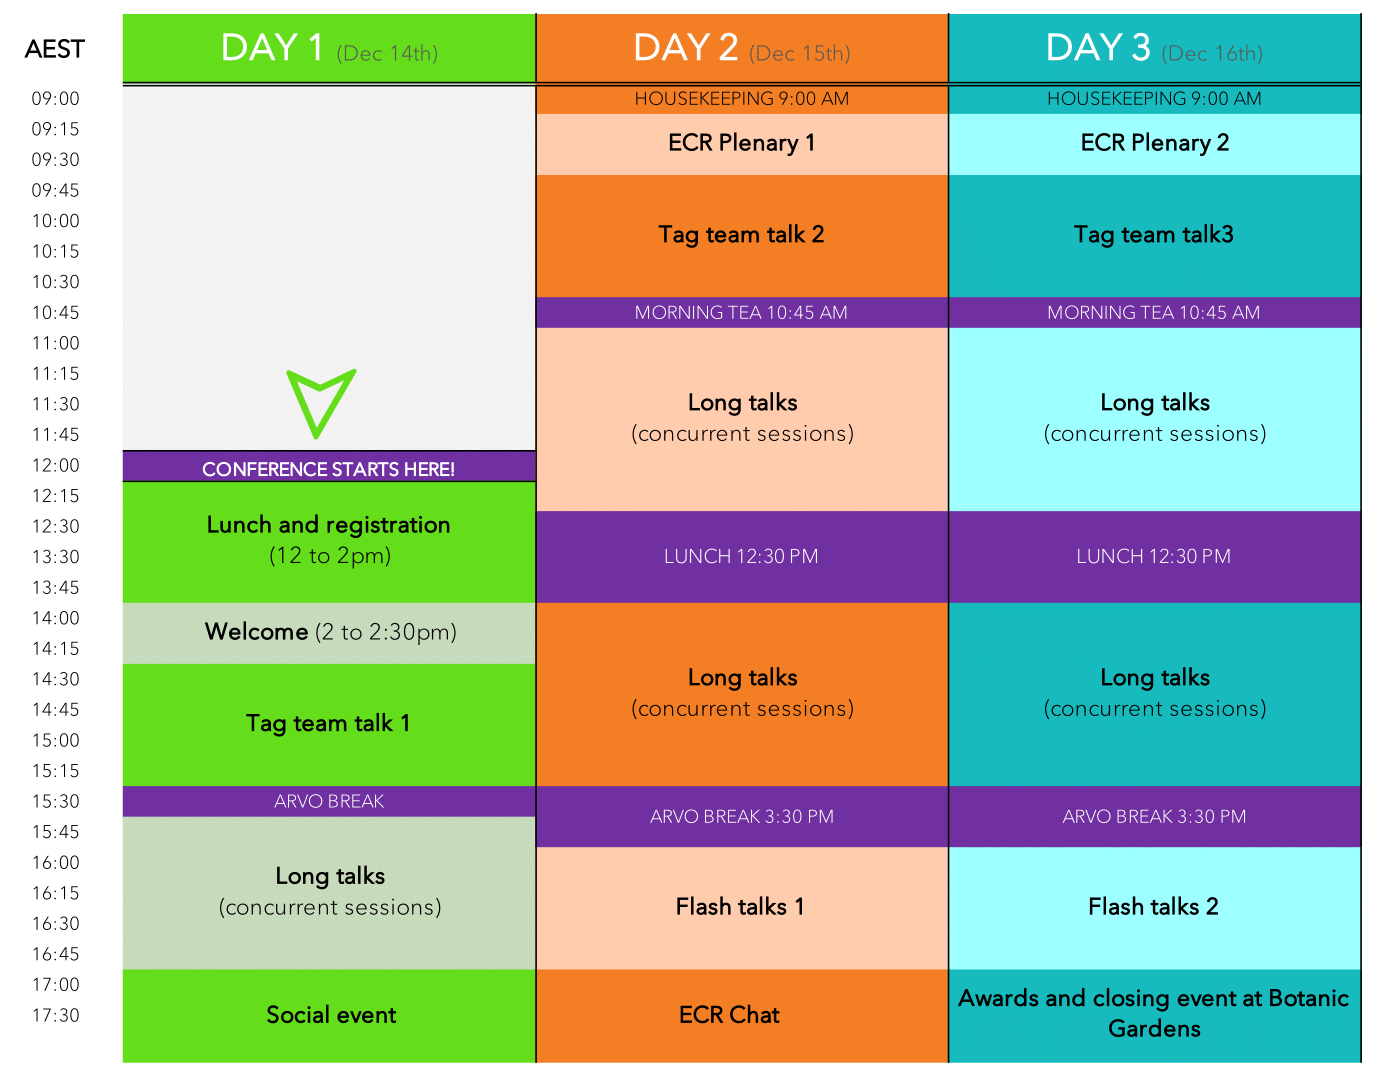 AEST DAY 1 (Dec 14th) DAY 2 (Dec 15th) DAY 3 (Dec 16th)
09:00 HOUSEKEEPING 9:00 AM HOUSEKEEPING 9:00 AM
09:15
ECR Plenary 1 ECR Plenary 2
09:30
09:45
10:00
Tag team talk 2 Tag team talk3
10:15
10:30
10:45 MORNING TEA 10:45 AM MORNING TEA 10:45 AM
11:00
11:15
11:30 Long talks Long talks
11:45 (concurrent sessions) (concurrent sessions)
12:00 CONFERENCE STARTS HERE!
12:15
12:30 Lunch and registration
13:30 (12 to 2pm) LUNCH 12:30 PM LUNCH 12:30 PM
13:45
14:00
Welcome (2 to 2:30pm)
14:15
14:30 Long talks Long talks
14:45 (concurrent sessions) (concurrent sessions)
Tag team talk 1
15:00
15:15
15:30 ARVO BREAK
ARVO BREAK 3:30 PM ARVO BREAK 3:30 PM
15:45
16:00
Long talks
16:15
(concurrent sessions) Flash talks 1 Flash talks 2
16:30
16:45
17:00
Awards and closing event at Botanic
17:30 Social event ECR Chat
Gardens